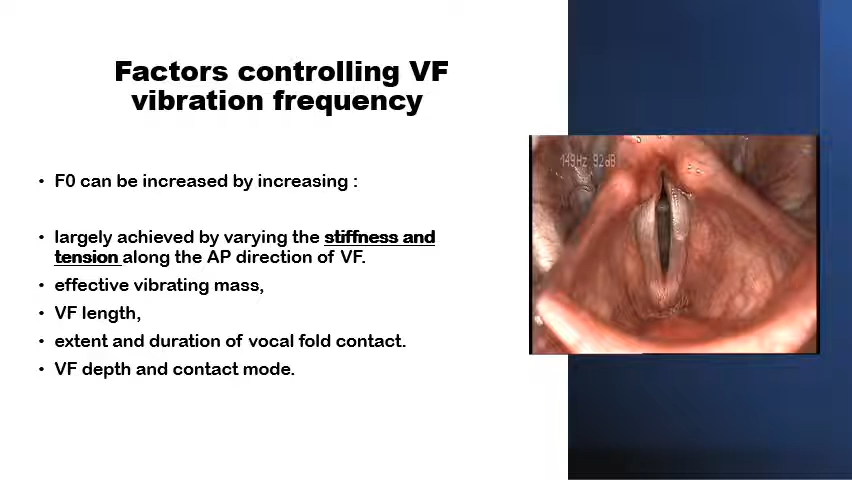 Factors controlling VF
vibration frequency
• F0 can be increased by increasing :
• largely achieved by varying the stiffness and
tension along the AP direction of VF.
• effective vibrating mass,
• VF length,
• extent and duration of vocal fold contact.
• VF depth and contact mode.
149Hz 92dB